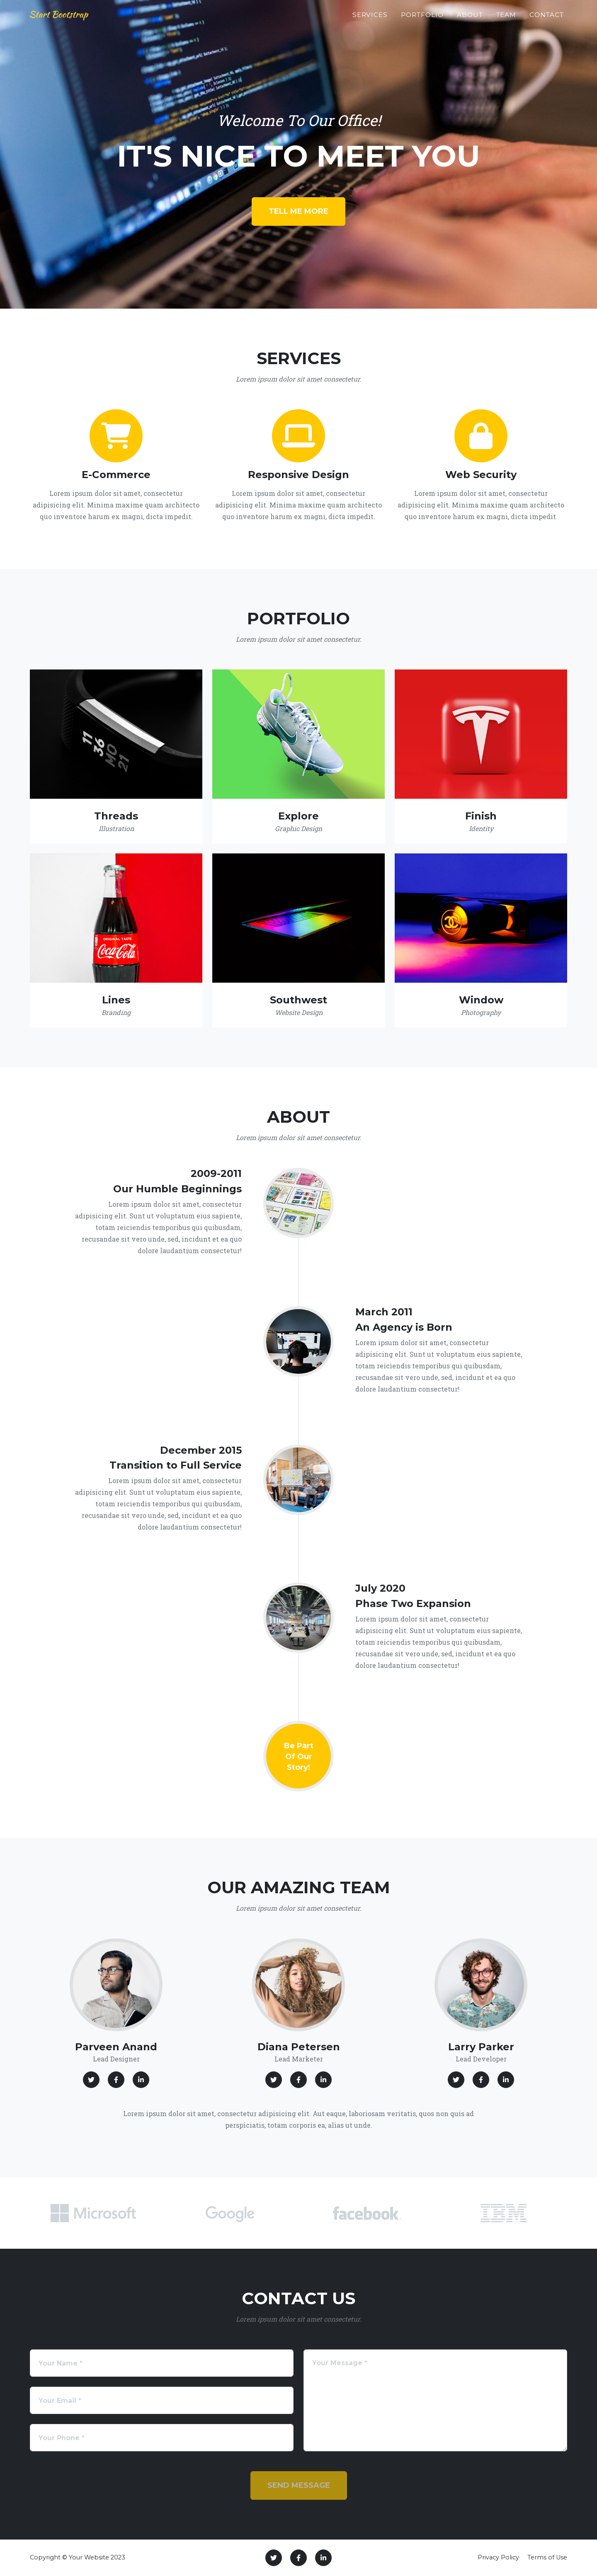 Start Bootstrap
SERVICES PORTFOLIO ABOUT TEAM CONTACT
Welcome To Our Office!
IT'S NICE TO MEET YOU
TELL ME MORE
SERVICES
Lorem ipsum dolor sit amet consectetur.
E-Commerce
Lorem ipsum dolor sit amet, consectetur
adipisicing elit. Minima maxime quam architecto
quo inventore harum ex magni, dicta impedit.
Responsive Design
Lorem ipsum dolor sit amet, consectetur
adipisicing elit. Minima maxime quam architecto
quo inventore harum ex magni, dicta impedit.
Web Security
Lorem ipsum dolor sit amet, consectetur
adipisicing elit. Minima maxime quam architecto
quo inventore harum ex magni, dicta impedit.
PORTFOLIO
Lorem ipsum dolor sit amet consectetur.
11
36
MO
21
Threads
Illustration
Explore
Graphic Design
Finish
Identity
ORIGINAL TASTE
Coca-Cola
Lines
Branding
Southwest
Website Design
Window
Photography
ABOUT
Lorem ipsum dolor sit amet consectetur.
2009-2011
Our Humble Beginnings
Lorem ipsum dolor sit amet, consectetur
adipisicing elit. Sunt ut voluptatum eius sapiente,
totam reiciendis temporibus qui quibusdam,
recusandae sit vero unde, sed, incidunt et ea quo
dolore laudantium consectetur!
March 2011
An Agency is Born
Lorem ipsum dolor sit amet, consectetur
adipisicing elit. Sunt ut voluptatum eius sapiente,
totam reiciendis temporibus qui quibusdam,
recusandae sit vero unde, sed, incidunt et ea quo
dolore laudantium consectetur!
December 2015
Transition to Full Service
Lorem ipsum dolor sit amet, consectetur
adipisicing elit. Sunt ut voluptatum eius sapiente,
totam reiciendis temporibus qui quibusdam,
recusandae sit vero unde, sed, incidunt et ea quo
dolore laudantium consectetur!
July 2020
Phase Two Expansion
Lorem ipsum dolor sit amet, consectetur
adipisicing elit. Sunt ut voluptatum eius sapiente,
totam reiciendis temporibus qui quibusdam,
recusandae sit vero unde, sed, incidunt et ea quo
dolore laudantium consectetur!
Be Part
Of Our
Story!
OUR AMAZING TEAM
Lorem ipsum dolor sit amet consectetur.
Parveen Anand
Lead Designer
Diana Petersen
Lead Marketer
Larry Parker
Lead Developer
Lorem ipsum dolor sit amet, consectetur adipisicing elit. Aut eaque, laboriosam veritatis, quos non quis ad
perspiciatis, totam corporis ea, alias ut unde.
Microsoft Google facebook IBM
CONTACT US
Lorem ipsum dolor sit amet consectetur.
Your Name *
Your Email *
Your Phone *
Your Message *
SEND MESSAGE
Copyright © Your Website 2023
Privacy Policy Terms of Use